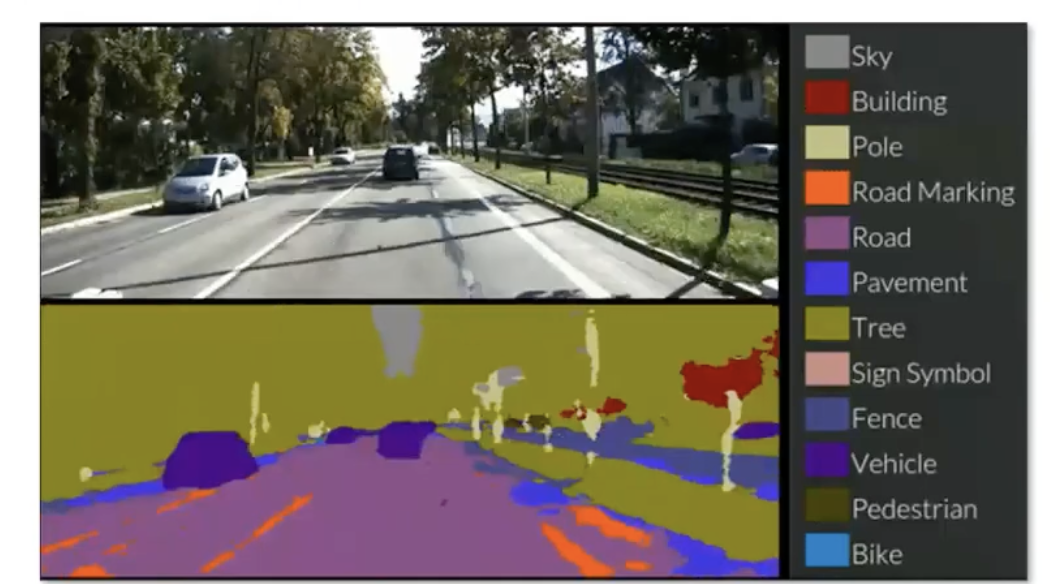 Sky
Building
Pole
Road Marking
Road
Pavement
Tree
Sign Symbol
Fence
Vehicle
Pedestrian
Bike